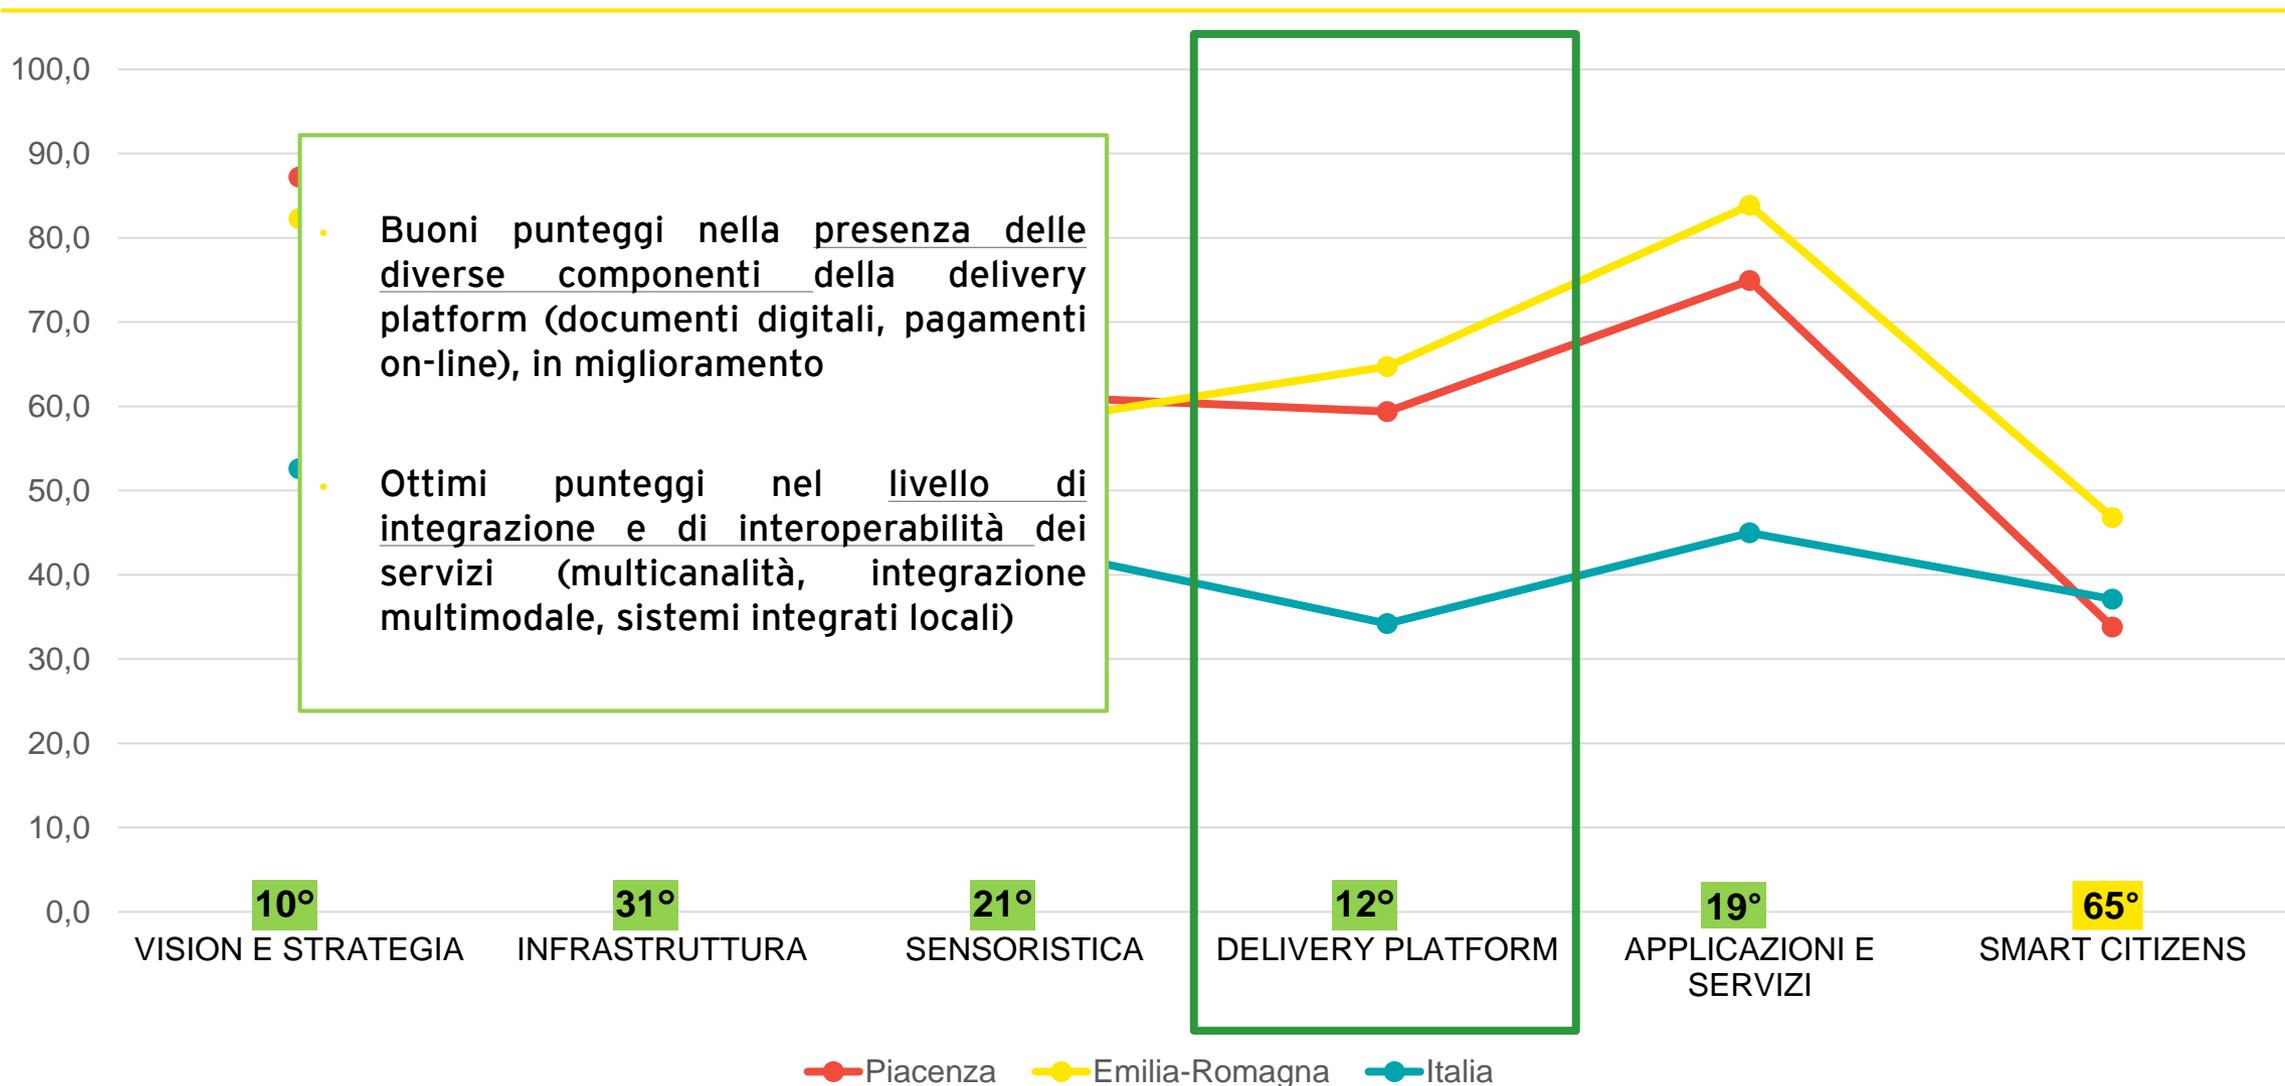 100,0
90,0
80,0
70,0
60,0
50,0
40,0
30,0
20,0
10,0
0,0
Buoni punteggi nella presenza delle
diverse componenti della delivery
platform (documenti digitali, pagamenti
on-line), in miglioramento
Ottimi punteggi nel livello di
integrazione e di interoperabilità dei
servizi (multicanalità, integrazione
multimodale, sistemi integrati locali)
10° 31° 21° 12° 19° 65°
VISION E STRATEGIA INFRASTRUTTURA SENSORISTICA DELIVERY PLATFORM APPLICAZIONI E SMART CITIZENS
SERVIZI
Piacenza Emilia-Romagna Italia